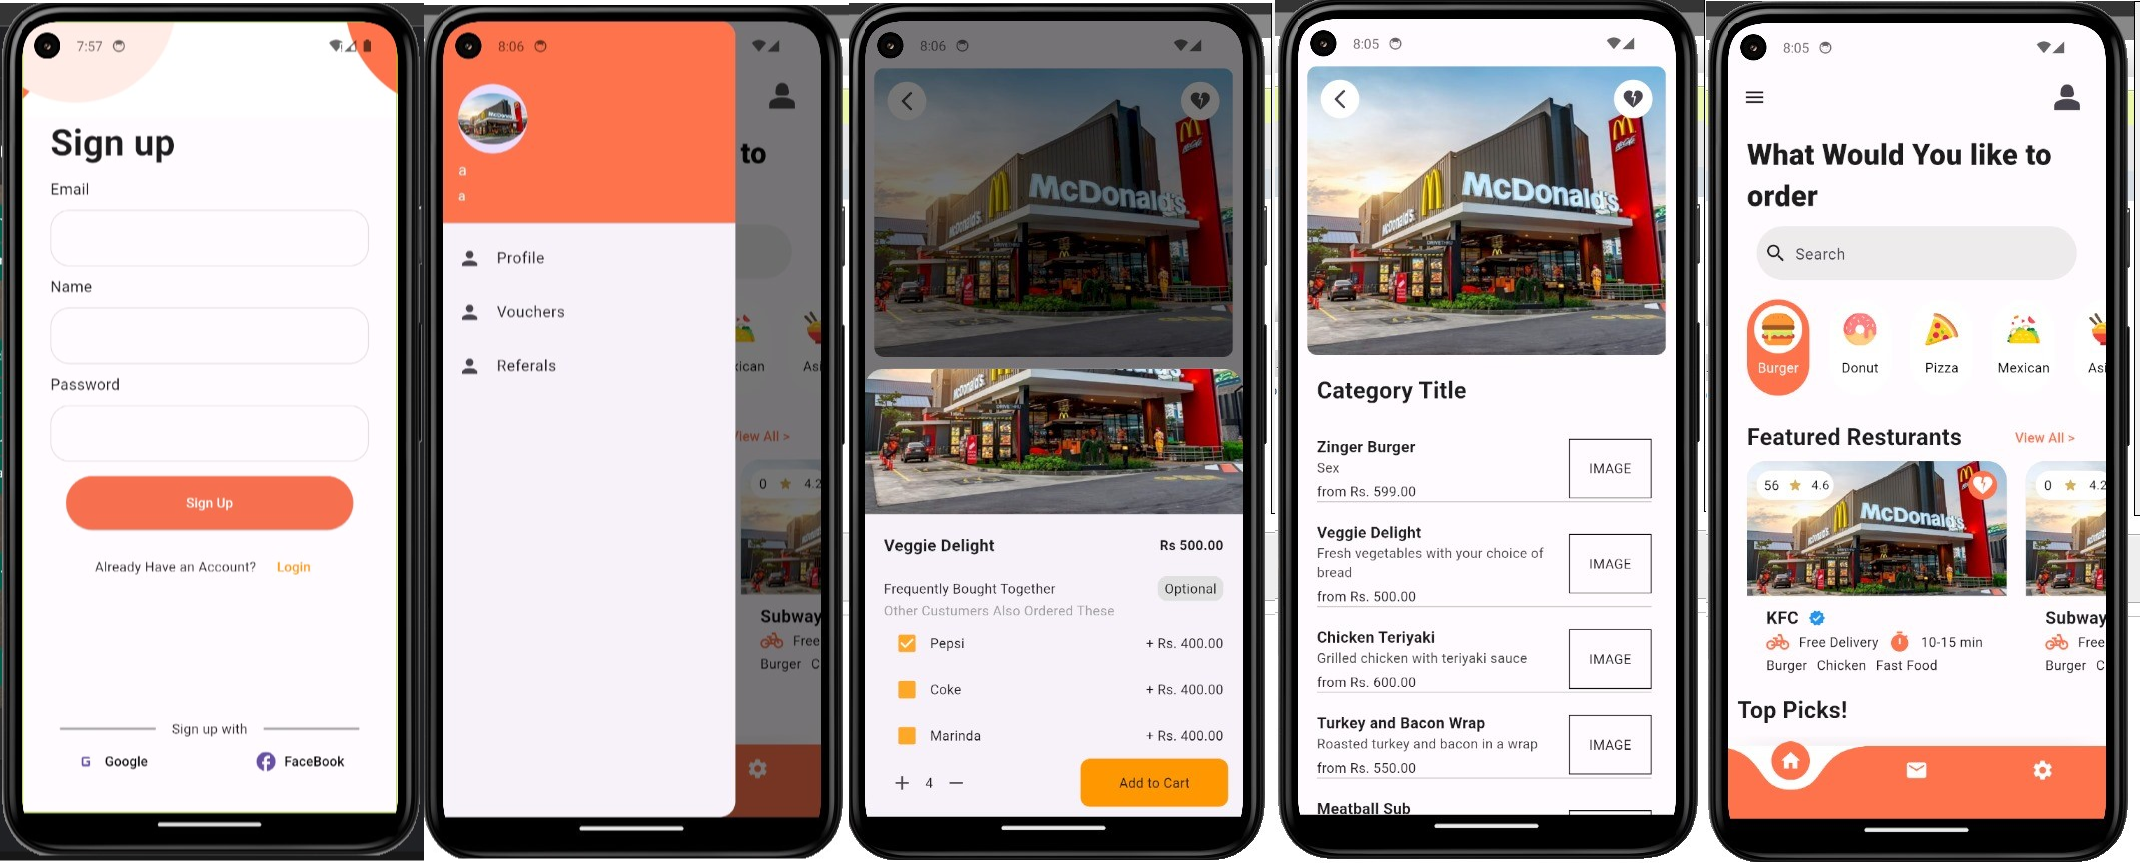 7:57
Sign up
Email
Name
Password
Sign Up
Already Have an Account? Login
Sign up with
G Google
FaceBook
8:06
a
a
Profile
Vouchers
Referals
to
ican
Asi
View All >
0 4.2
Subway
Free
Burger C
8:06
McDonald's
McDonald's.
Veggie Delight Rs 500.00
Frequently Bought Together Optional
Other Custumers Also Ordered These
Pepsi + Rs. 400.00
Coke + Rs. 400.00
Marinda + Rs. 400.00
+ 4 −
Add to Cart
8:05
McDonald's
McDonald's.
Category Title
Zinger Burger
Sex
from Rs. 599.00
IMAGE
Veggie Delight
Fresh vegetables with your choice of
bread
from Rs. 500.00
IMAGE
Chicken Teriyaki
Grilled chicken with teriyaki sauce
from Rs. 600.00
IMAGE
Turkey and Bacon Wrap
Roasted turkey and bacon in a wrap
from Rs. 550.00
IMAGE
Meatball Sub
8:05
What Would You like to
order
Search
Burger Donut Pizza Mexican Asi
Featured Resturants View All >
56 4.6
McDonald's.
0 4.2
KFC
Free Delivery 10-15 min
Burger Chicken Fast Food
Subway
Free
Burger C
Top Picks!